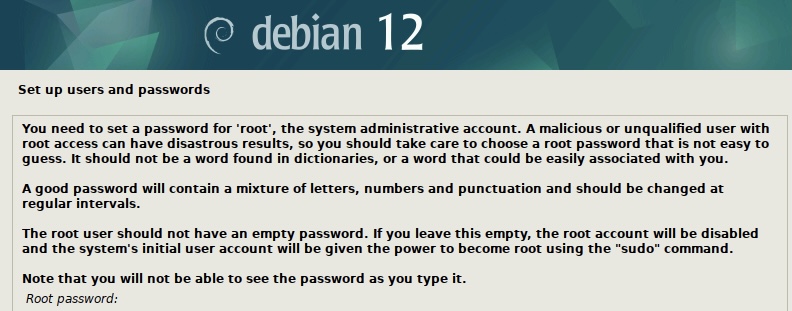 debian 12
Set up users and passwords
You need to set a password for 'root', the system administrative account. A malicious or unqualified user with
root access can have disastrous results, so you should take care to choose a root password that is not easy to
guess. It should not be a word found in dictionaries, or a word that could be easily associated with you.
A good password will contain a mixture of letters, numbers and punctuation and should be changed at
regular intervals.
The root user should not have an empty password. If you leave this empty, the root account will be disabled
and the system's initial user account will be given the power to become root using the "sudo" command.
Note that you will not be able to see the password as you type it.
Root password: